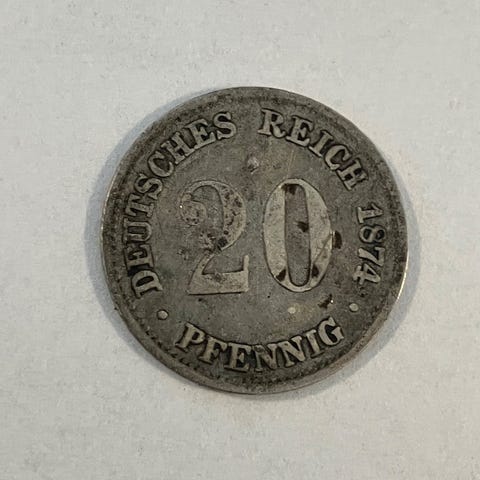 DEUTSCHES REICH 1874
20
· PFENNIG ·